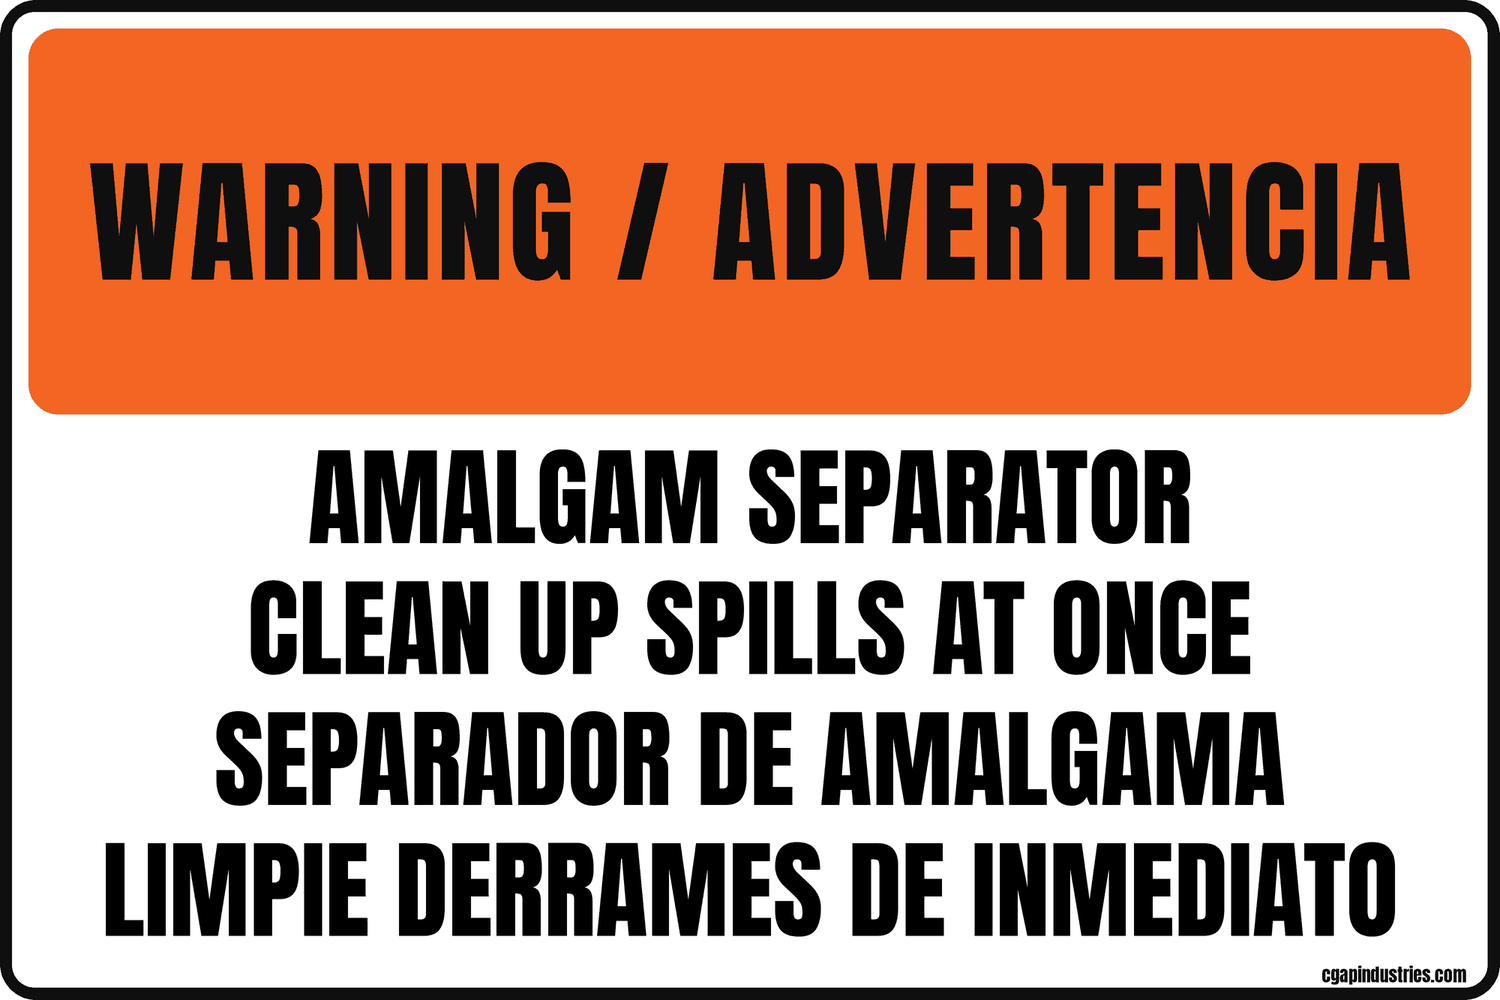 WARNING / ADVERTENCIA
AMALGAM SEPARATOR
CLEAN UP SPILLS AT ONCE
SEPARADOR DE AMALGAMA
LIMPIE DERRAMES DE INMEDIATO
cgapindustries.com